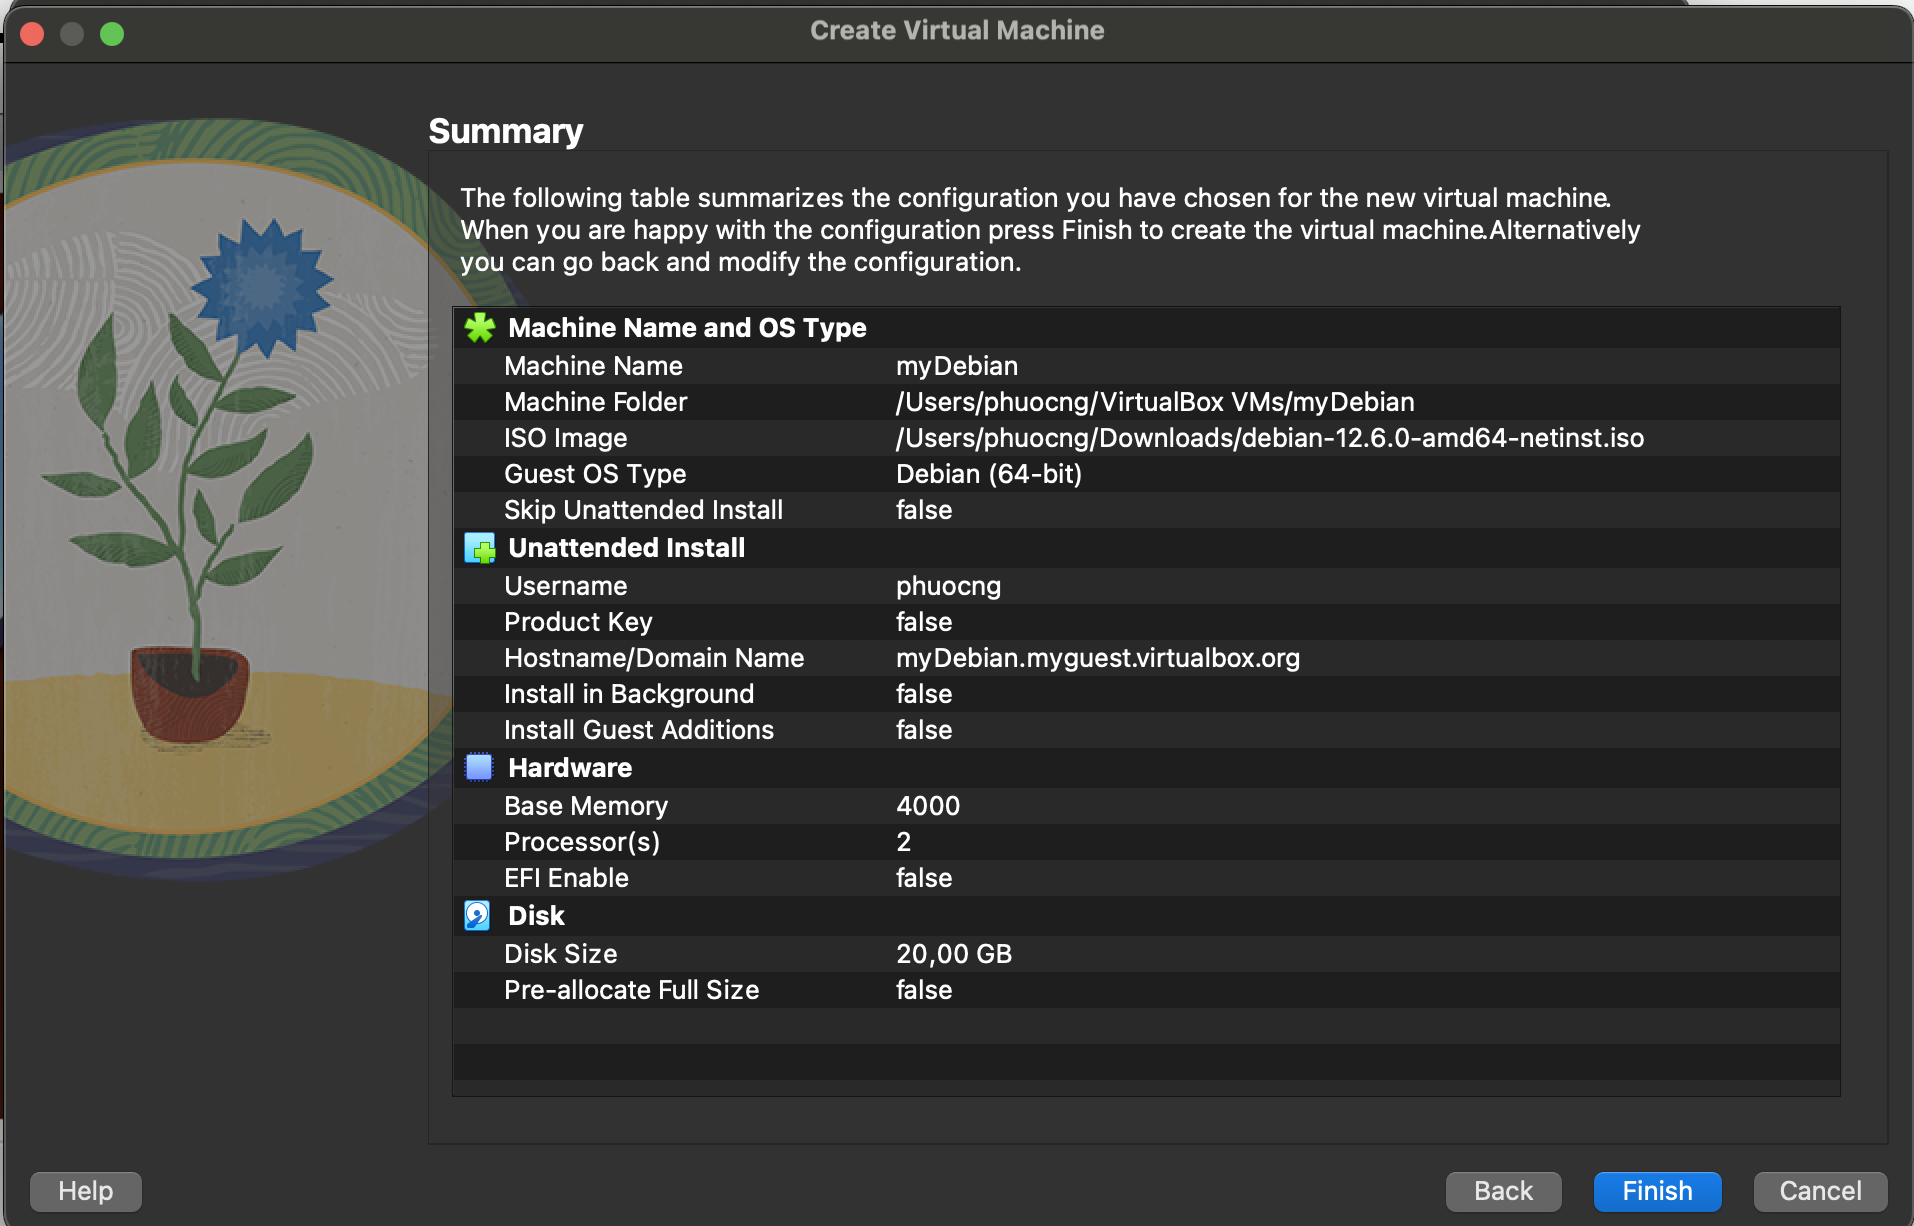 Create Virtual Machine
Summary
The following table summarizes the configuration you have chosen for the new virtual machine.
When you are happy with the configuration press Finish to create the virtual machine.Alternatively
you can go back and modify the configuration.
Machine Name and OS Type
Machine Name myDebian
Machine Folder /Users/phuocng/VirtualBox VMs/myDebian
ISO Image /Users/phuocng/Downloads/debian-12.6.0-amd64-netinst.iso
Guest OS Type Debian (64-bit)
Skip Unattended Install false
Unattended Install
Username phuocng
Product Key false
Hostname/Domain Name myDebian.myguest.virtualbox.org
Install in Background false
Install Guest Additions false
Hardware
Base Memory 4000
Processor(s) 2
EFI Enable false
Disk
Disk Size 20,00 GB
Pre-allocate Full Size false
Help Back Finish Cancel